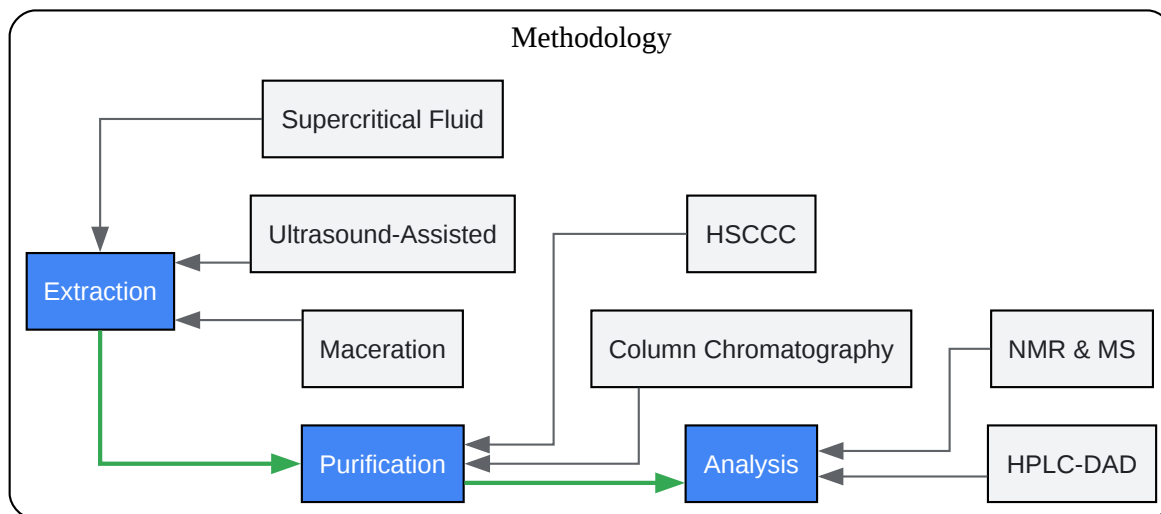 Methodology
Supercritical Fluid
Ultrasound-Assisted
HSCCC
Extraction
Maceration
Column Chromatography
NMR & MS
Purification
Analysis
HPLC-DAD